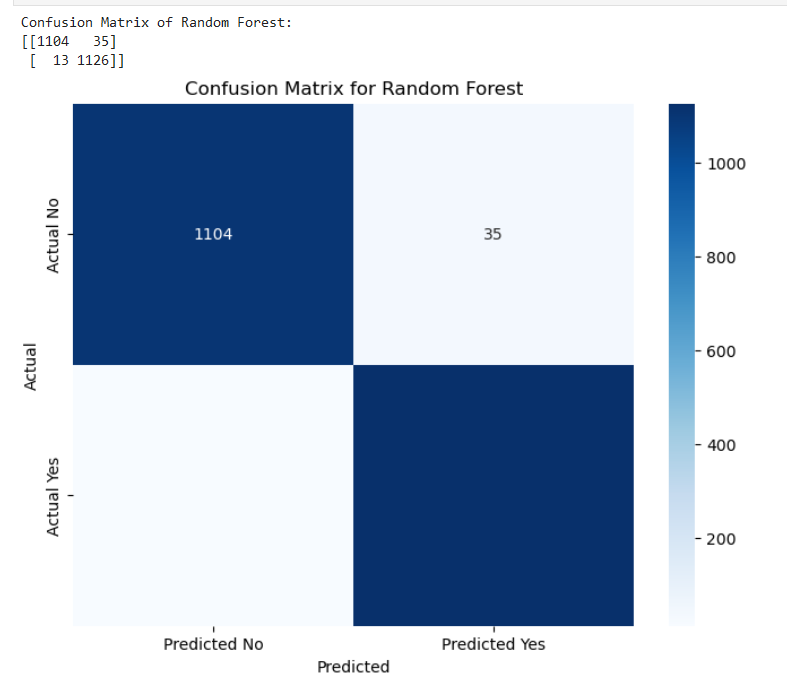 Confusion Matrix of Random Forest:
[[1104   35]
 [  13 1126]]
Confusion Matrix for Random Forest
1104
35
Actual No
Actual Yes
Actual
Predicted No
Predicted Yes
Predicted
1000
800
600
400
200